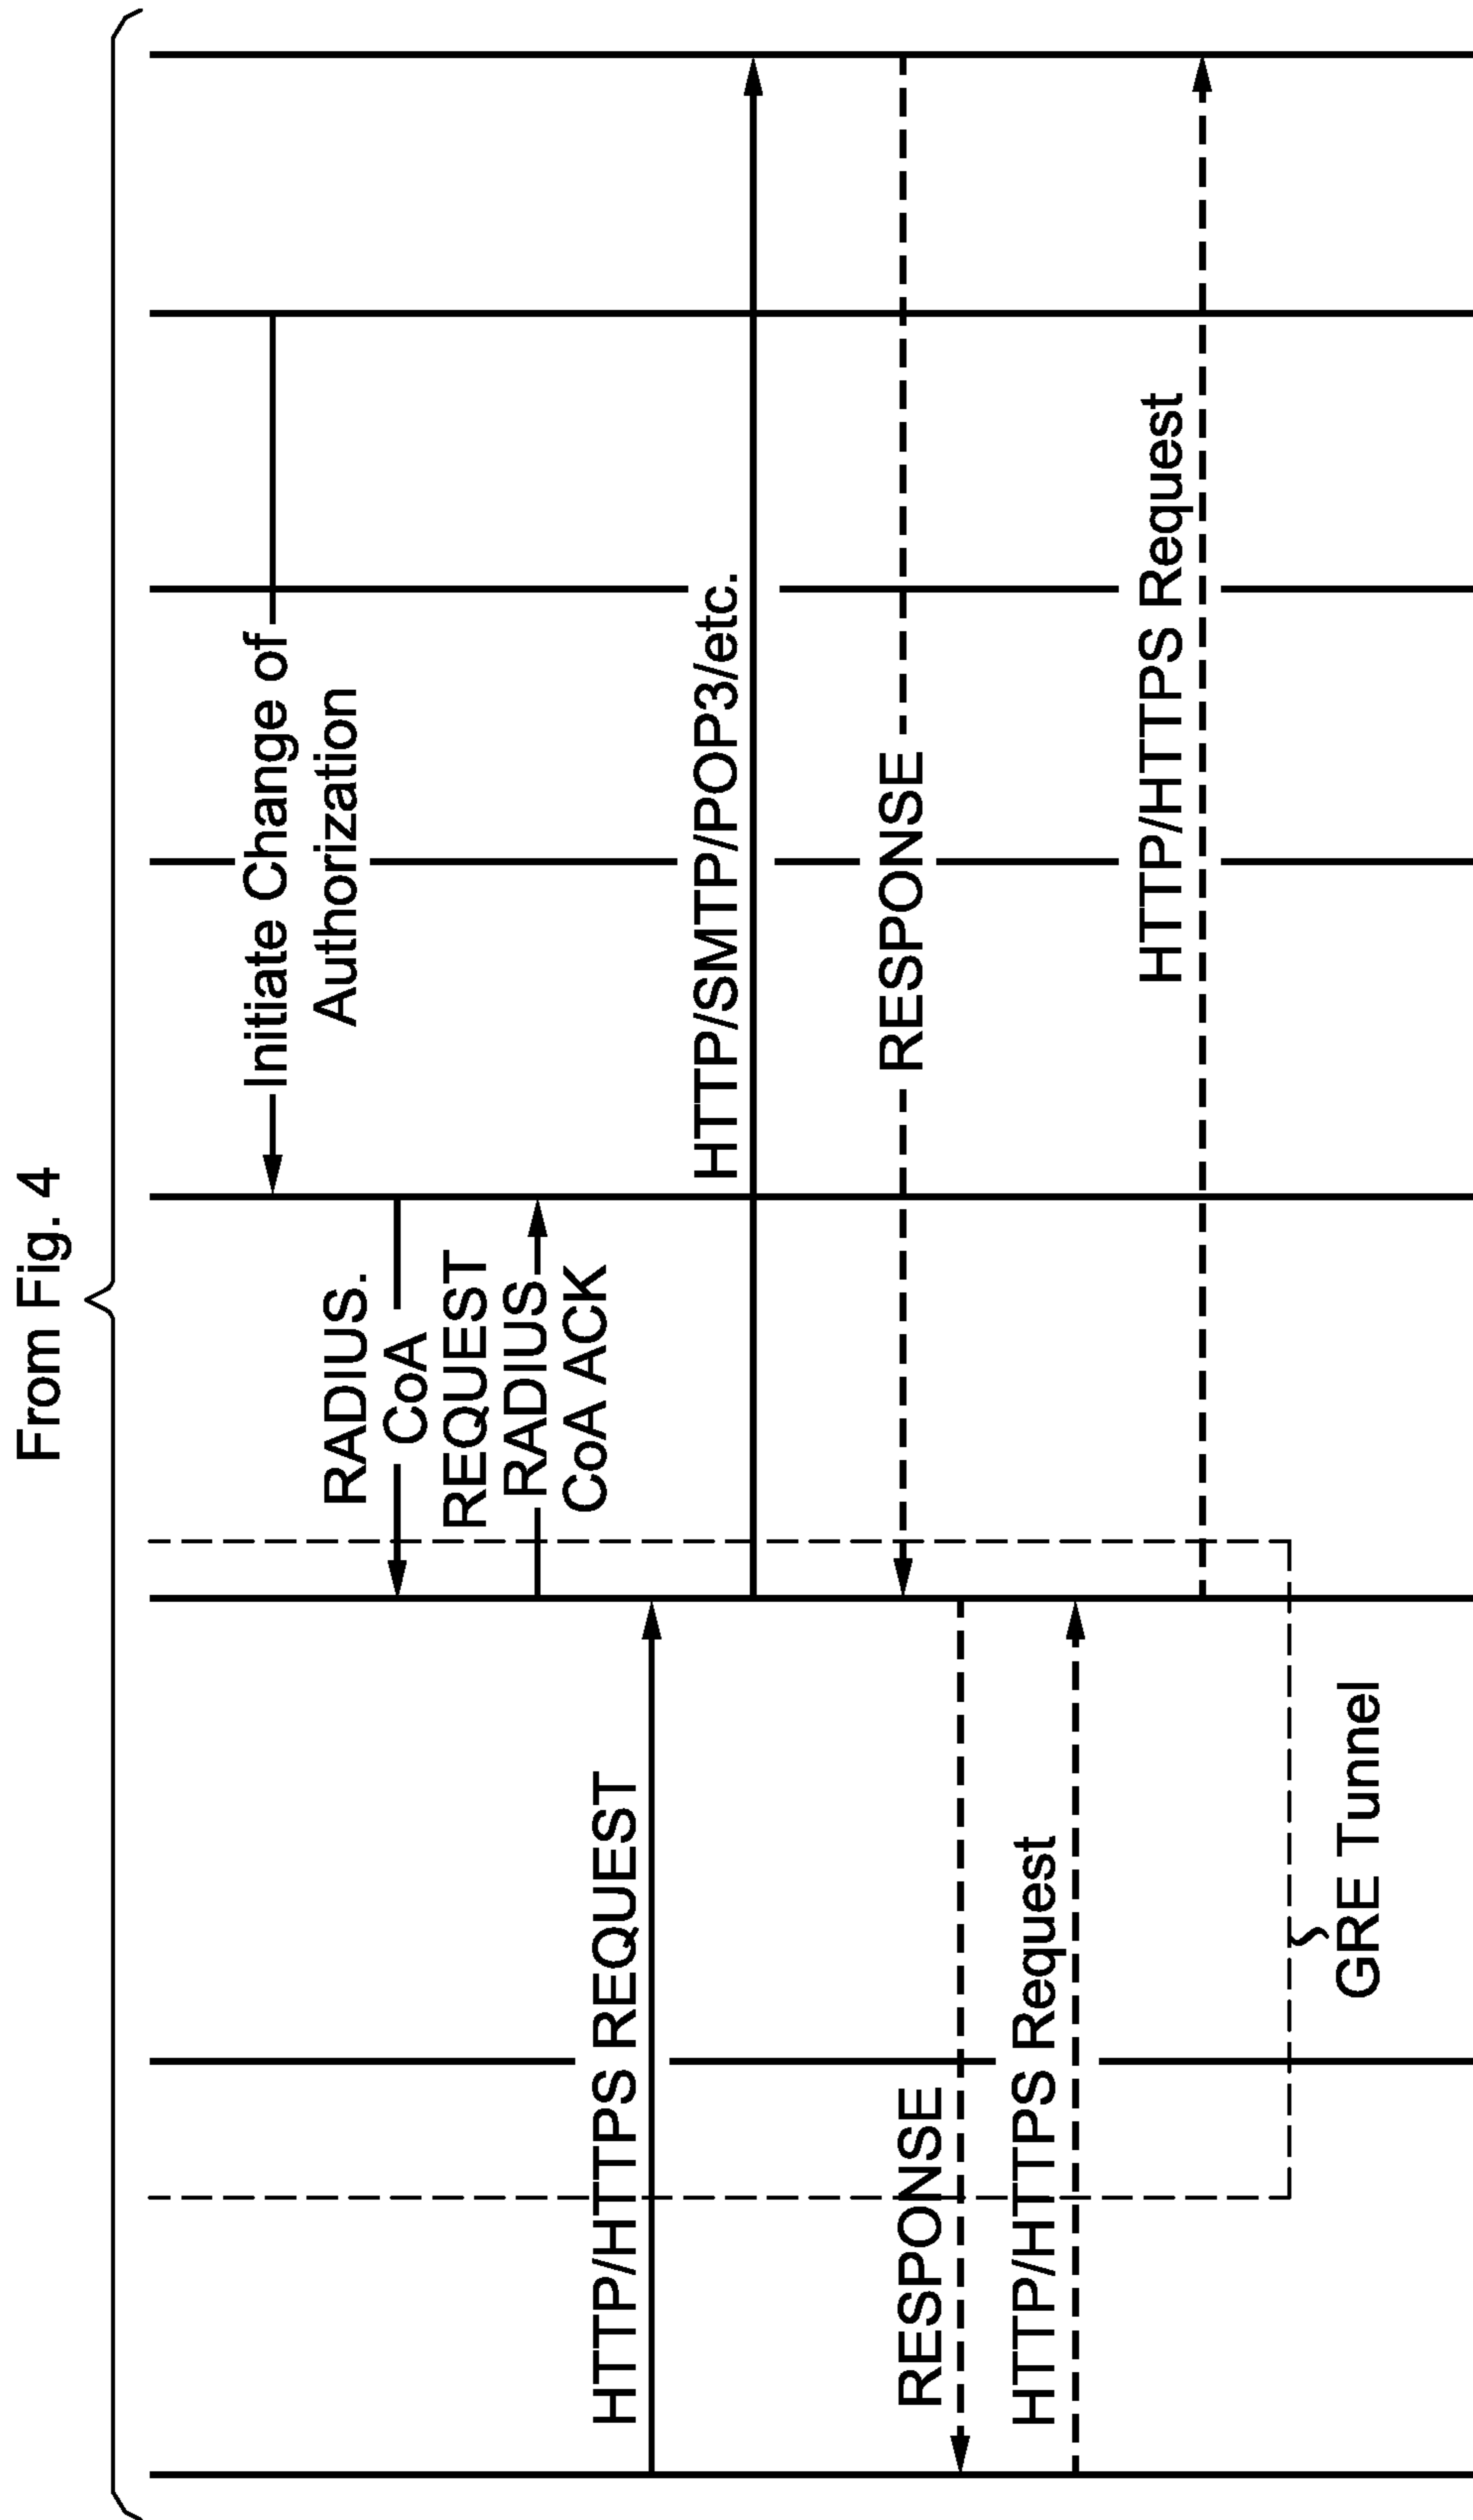 From Fig. 4
Initiate Change of
Authorization
RADIUS.
CoA
REQUEST
RADIUS
CoA ACK
HTTP/HTTPS REQUEST
HTTP/SMTP/POP3/etc.
RESPONSE
RESPONSE
HTTP/HTTPS Request
HTTP/HTTPS Request
GRE Tunnel